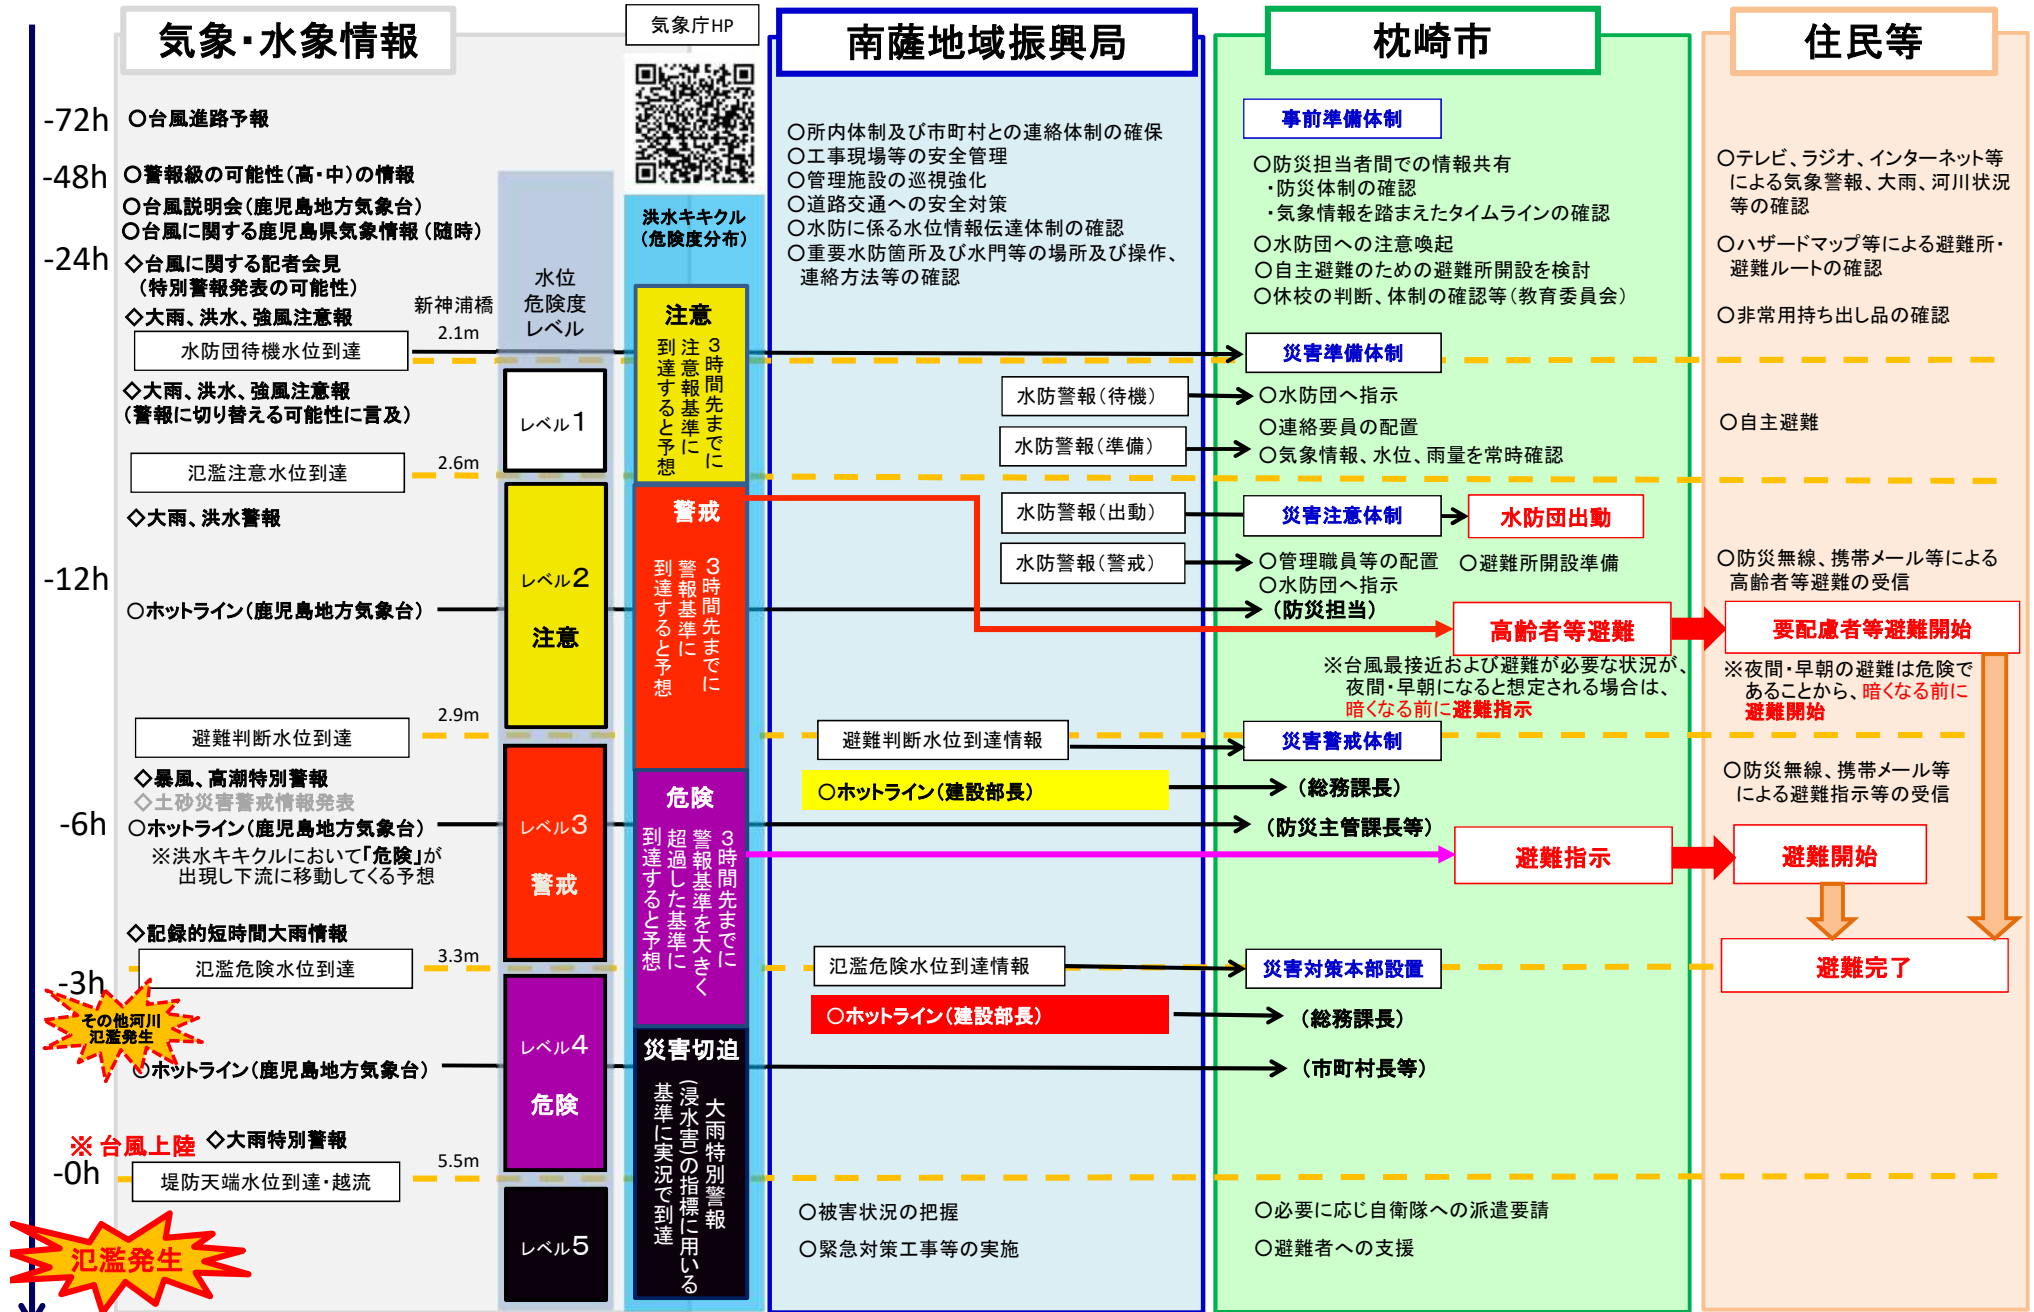 気象・水象情報
気象庁HP
南薩地域振興局
枕崎市
住民等
-72h
-48h
-24h
-12h
-6h
-3h
-0h
○台風進路予報
○警報級の可能性(高・中)の情報
○台風説明会(鹿児島地方気象台)
○台風に関する鹿児島県気象情報(随時)
◇台風に関する記者会見
(特別警報発表の可能性)
◇大雨、洪水、強風注意報
水防団待機水位到達
◇大雨、洪水、強風注意報
(警報に切り替える可能性に言及)
氾濫注意水位到達
◇大雨、洪水警報
○ホットライン(鹿児島地方気象台)
避難判断水位到達
◇暴風、高潮特別警報
◇土砂災害警戒情報発表
○ホットライン(鹿児島地方気象台)
※洪水キキクルにおいて「危険」が
出現し下流に移動してくる予想
◇記録的短時間大雨情報
氾濫危険水位到達
その他河川
氾濫発生
○ホットライン(鹿児島地方気象台)
※台風上陸
◇大雨特別警報
堤防天端水位到達・越流
氾濫発生
新神浦橋
2.1m
2.6m
2.9m
3.3m
5.5m
水位
危険度
レベル
レベル1
レベル2
注意
レベル3
警戒
レベル4
危険
レベル5
洪水キキクル
(危険度分布)
注意
3時間先までに
注意報基準に
到達すると予想
警戒
3時間先までに
警報基準に
到達すると予想
危険
3時間先までに
警報基準を大きく
超過した基準に
到達すると予想
災害切迫
大雨特別警報
(浸水害)の指標に用いる
基準に実況で到達
○所内体制及び市町村との連絡体制の確保
○工事現場等の安全管理
○管理施設の巡視強化
○道路交通への安全対策
○水防に係る水位情報伝達体制の確認
○重要水防箇所及び水門等の場所及び操作、
連絡方法等の確認
水防警報(待機)
水防警報(準備)
水防警報(出動)
水防警報(警戒)
避難判断水位到達情報
○ホットライン(建設部長)
氾濫危険水位到達情報
○ホットライン(建設部長)
○被害状況の把握
○緊急対策工事等の実施
事前準備体制
○防災担当者間での情報共有
・防災体制の確認
・気象情報を踏まえたタイムラインの確認
○水防団への注意喚起
○自主避難のための避難所開設を検討
○休校の判断、体制の確認等(教育委員会)
災害準備体制
○水防団へ指示
○連絡要員の配置
○気象情報、水位、雨量を常時確認
災害注意体制
水防団出動
○管理職員等の配置
○避難所開設準備
○水防団へ指示
(防災担当)
高齢者等避難
※台風最接近および避難が必要な状況が、
夜間・早朝になると想定される場合は、
暗くなる前に避難指示
災害警戒体制
(総務課長)
(防災主管課長等)
避難指示
災害対策本部設置
(総務課長)
(市町村長等)
○必要に応じ自衛隊への派遣要請
○避難者への支援
○テレビ、ラジオ、インターネット等
による気象警報、大雨、河川状況
等の確認
○ハザードマップ等による避難所・
避難ルートの確認
○非常用持ち出し品の確認
○自主避難
○防災無線、携帯メール等による
高齢者等避難の受信
要配慮者等避難開始
※夜間・早朝の避難は危険で
あることから、暗くなる前に
避難開始
○防災無線、携帯メール等
による避難指示等の受信
避難開始
避難完了